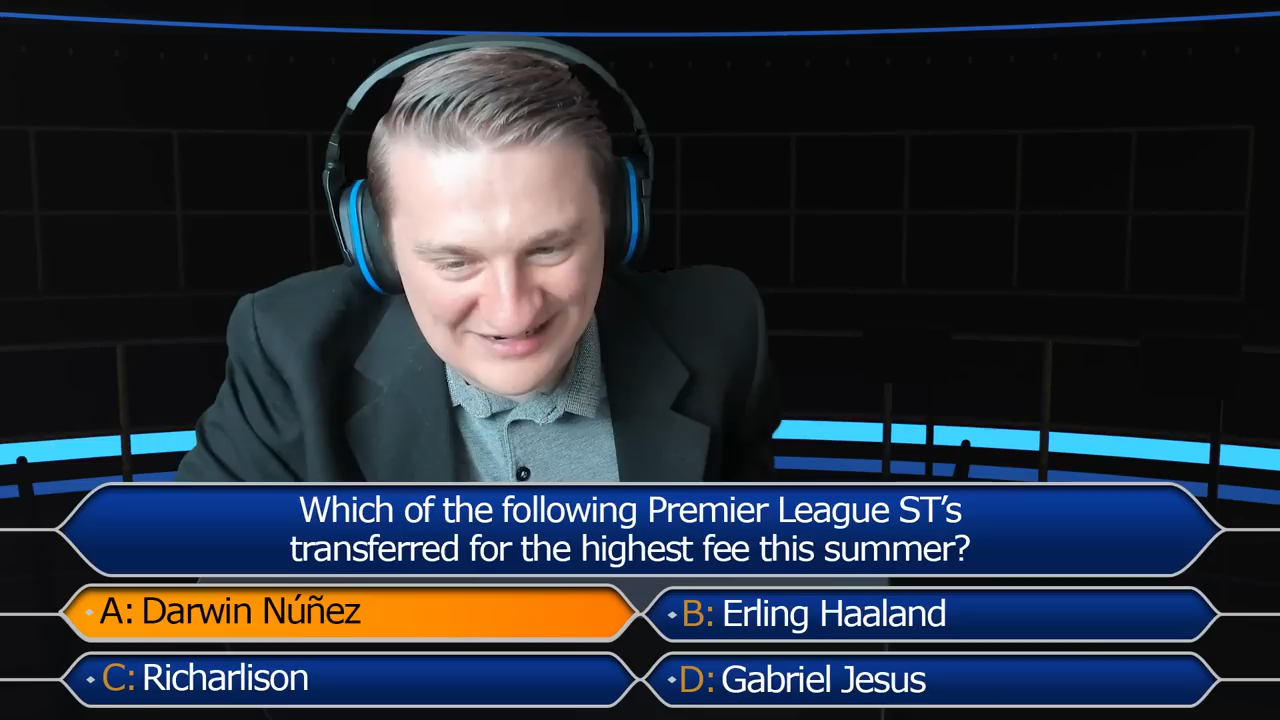 Which of the following Premier League ST's
transferred for the highest fee this summer?
A: Darwin Núñez
B: Erling Haaland
C: Richarlison
D: Gabriel Jesus